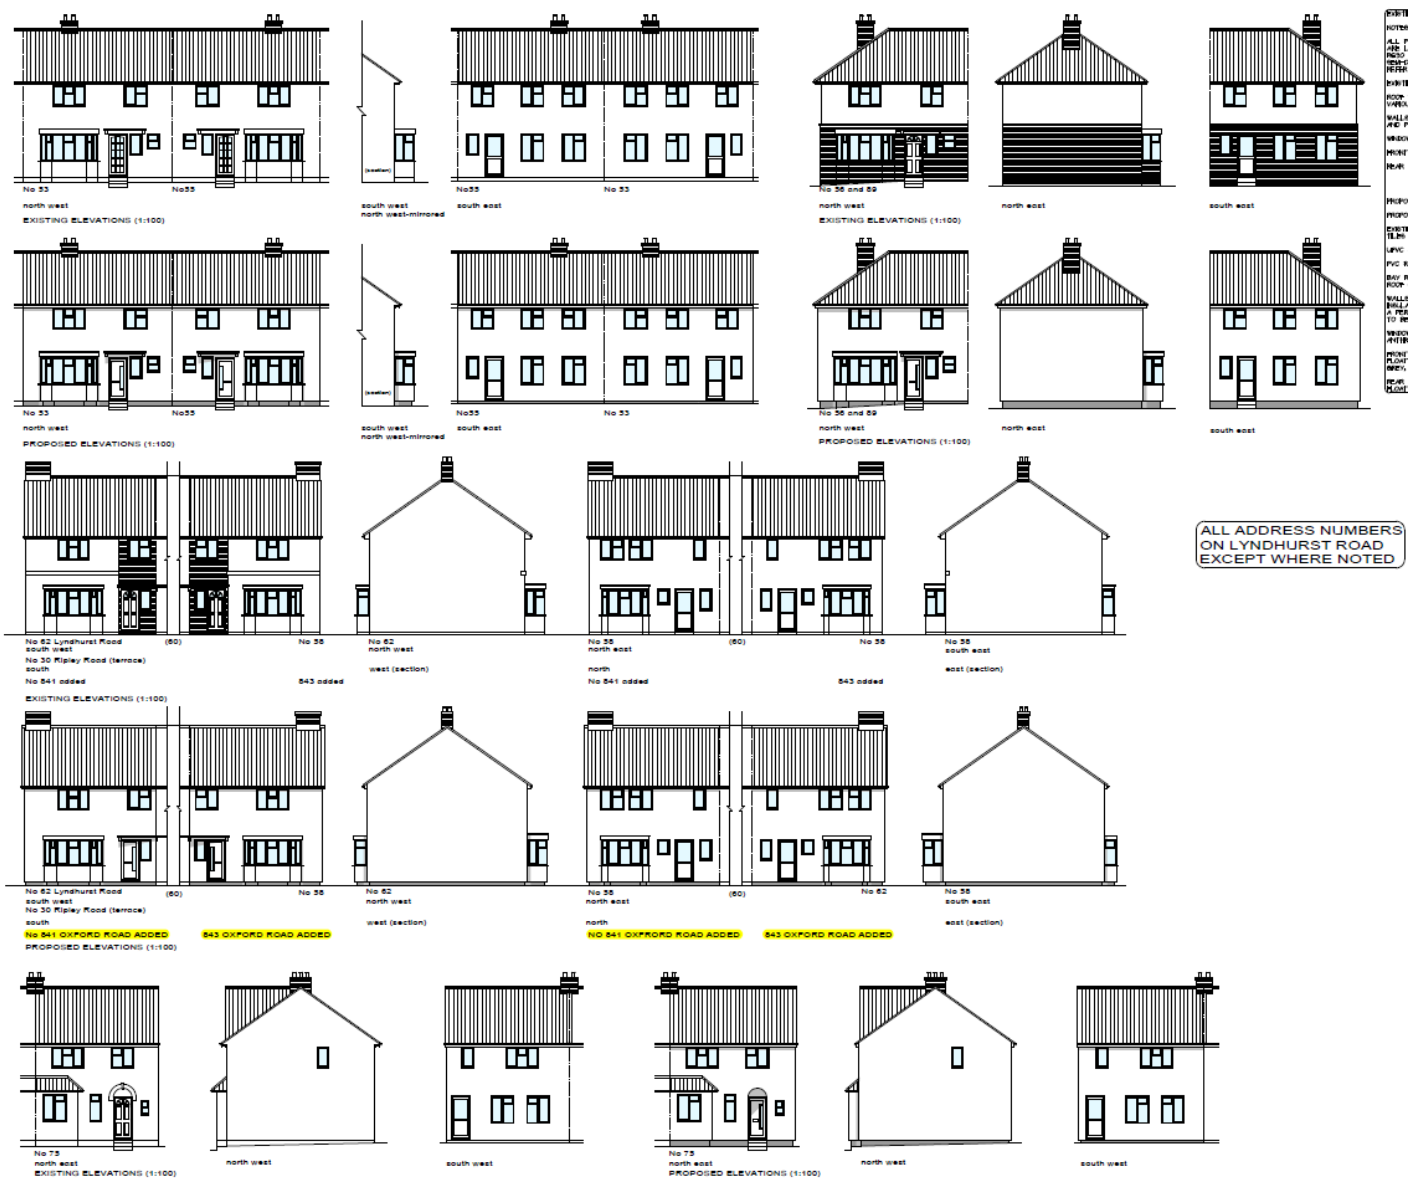 No 53
No55
north west
EXISTING ELEVATIONS (1:100)
(section)
south west
north west-mirrored
No55
No 53
south east
No 56 and 89
north west
EXISTING ELEVATIONS (1:100)
north east
south east
No 53
No55
north west
PROPOSED ELEVATIONS (1:100)
(section)
south west
north west-mirrored
No55
No 53
south east
No 56 and 89
north west
PROPOSED ELEVATIONS (1:100)
north east
south east
ALL ADDRESS NUMBERS
ON LYNDHURST ROAD
EXCEPT WHERE NOTED
No 62 Lyndhurst Road
(60)
No 58
south west
No 30 Ripley Road (terrace)
south
No 841 added
843 added
EXISTING ELEVATIONS (1:100)
No 62
north west
west (section)
No 58
(60)
No 58
north east
north
No 841 added
843 added
No 58
south east
east (section)
No 62 Lyndhurst Road
(60)
No 58
south west
No 30 Ripley Road (terrace)
south
No 841 OXFORD ROAD ADDED
843 OXFORD ROAD ADDED
PROPOSED ELEVATIONS (1:100)
No 62
north west
west (section)
No 58
(60)
No 62
north east
north
NO 841 OXFRORD ROAD ADDED
843 OXFORD ROAD ADDED
No 58
south east
east (section)
No 75
north east
EXISTING ELEVATIONS (1:100)
north west
south west
No 75
north east
PROPOSED ELEVATIONS (1:100)
north west
south west